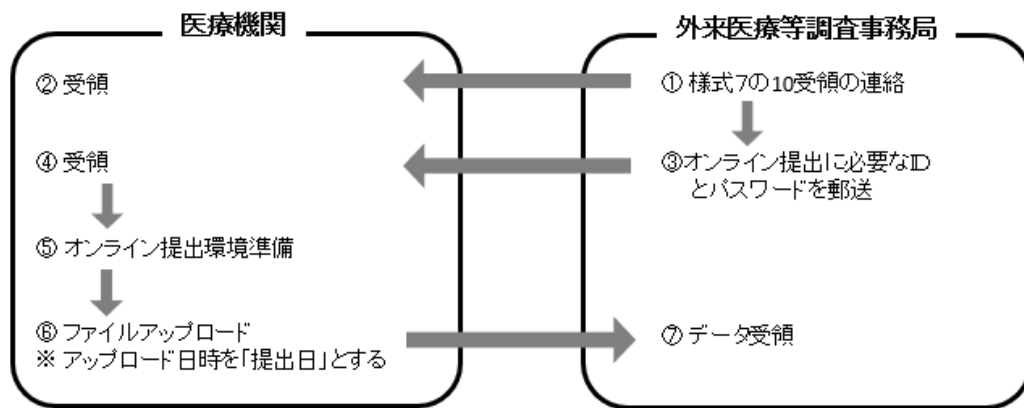 医療機関
② 受領
④ 受領
⑤ オンライン提出環境準備
⑥ ファイルアップロード
※ アップロード日時を「提出日」とする
外来医療等調査事務局
① 様式7の10受領の連絡
③オンライン提出に必要なID
とパスワードを郵送
⑦ データ受領